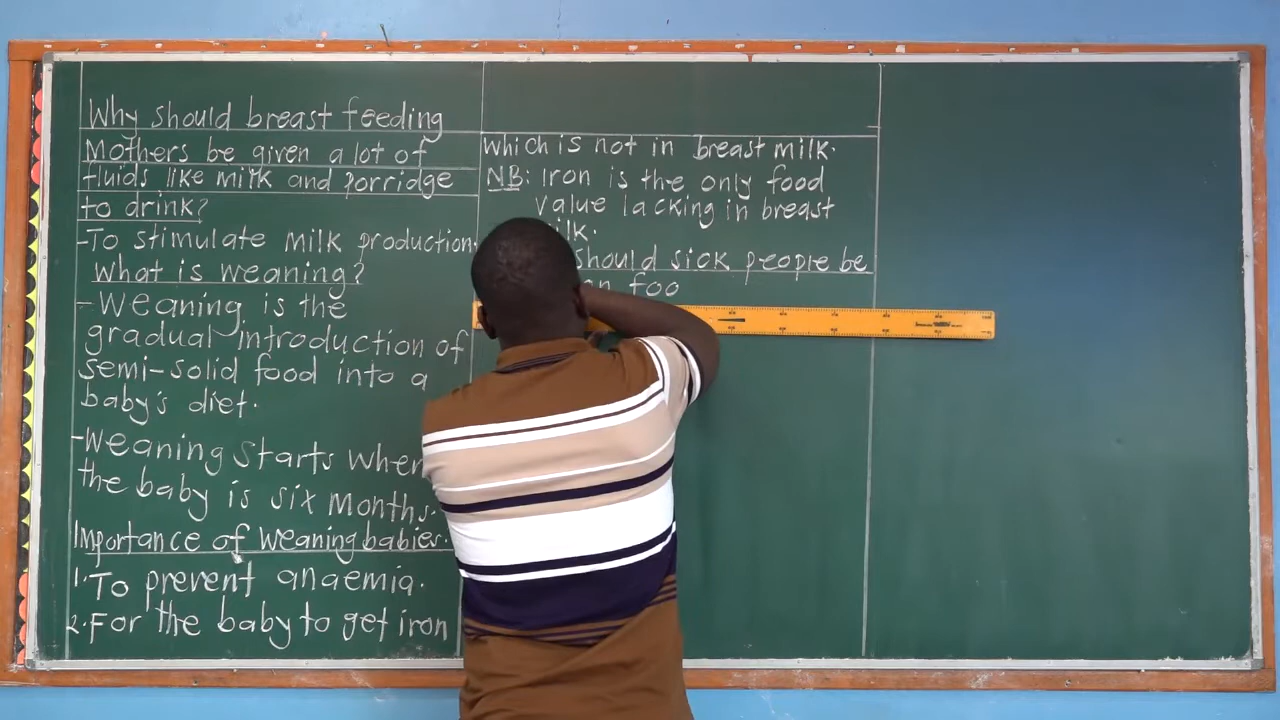 Why should breast feeding
Mothers be given a lot of
fluids like milk and porridge
to drink?
-To stimulate milk production.
What is weaning?
-Weaning is the
gradual introduction of
semi-solid food into a
baby's diet.
-Weaning starts when
the baby is six months.
Importance of weaning babies.
1. To prevent anaemia.
2. For the baby to get iron
which is not in breast milk.
NB: Iron is the only food
value lacking in breast
ilk.
should sick people be
en foo